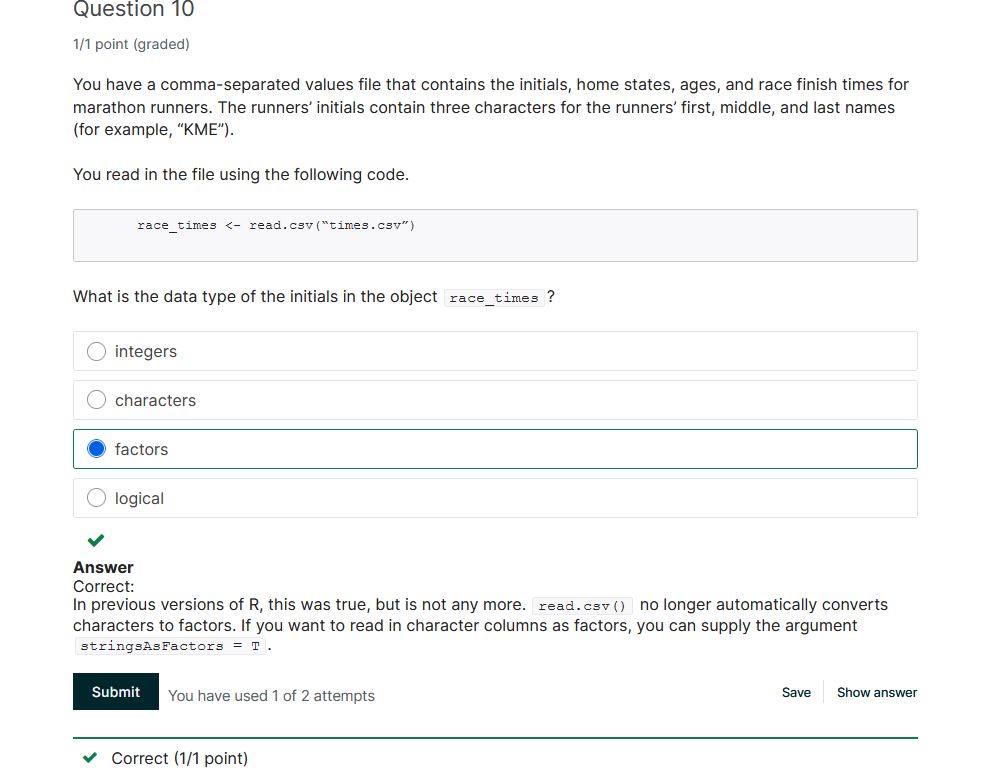 Question 10
1/1 point (graded)
You have a comma-separated values file that contains the initials, home states, ages, and race finish times for
marathon runners. The runners’ initials contain three characters for the runners’ first, middle, and last names
(for example, “KME”).
You read in the file using the following code.
race_times <- read.csv(“times.csv”)
What is the data type of the initials in the object race_times ?
integers
characters
factors
logical
Answer
Correct:
In previous versions of R, this was true, but is not any more. read.csv() no longer automatically converts
characters to factors. If you want to read in character columns as factors, you can supply the argument
stringsAsFactors = T .
Submit You have used 1 of 2 attempts Save Show answer
Correct (1/1 point)